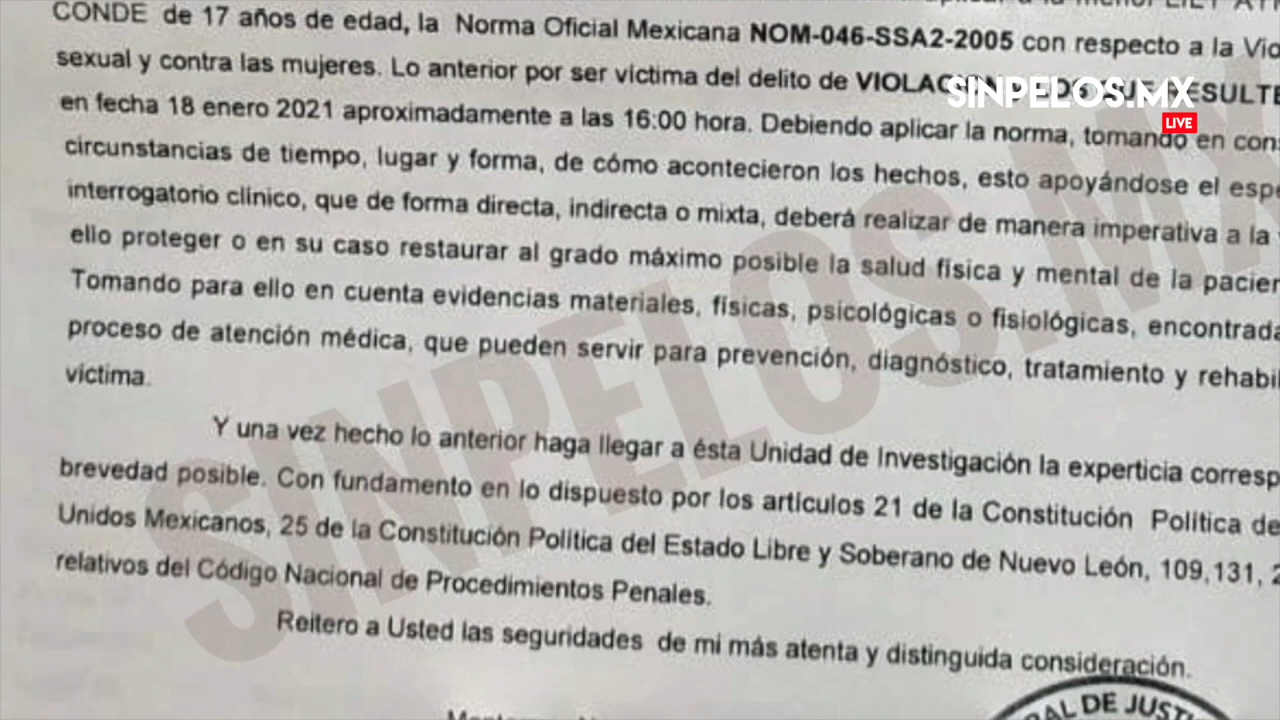 CONDE de 17 años de edad, la Norma Oficial Mexicana NOM-046-SSA2-2005 con respecto a la
sexual y contra las mujeres. Lo anterior por ser víctima del delito de
SINPELOS.MX
LIVE
en fecha 18 enero 2021 aproximadamente a las 16:00 hora. Debiendo aplicar la norma, tomando en
circunstancias de tiempo, lugar y forma, de cómo acontecieron los hechos, esto apoyándose el
interrogatorio clínico, que de forma directa, indirecta o mixta, deberá realizar de manera imperativa a la
ello proteger o en su caso restaurar al grado máximo posible la salud física y mental de la
Tomando para ello en cuenta evidencias materiales, físicas, psicológicas o fisiológicas,
proceso de atención médica, que pueden servir para prevención, diagnóstico, tratamiento y
víctima.
Y una vez hecho lo anterior haga llegar a ésta Unidad de Investigación la experticia
brevedad posible. Con fundamento en lo dispuesto por los artículos 21 de la Constitución Política
Unidos Mexicanos, 25 de la Constitución Política del Estado Libre y Soberano de Nuevo León, 109,131,
relativos del Código Nacional de Procedimientos Penales.
Reitero a Usted las seguridades de mi más atenta y distinguida consideración.
SINPELOS.MX
DE